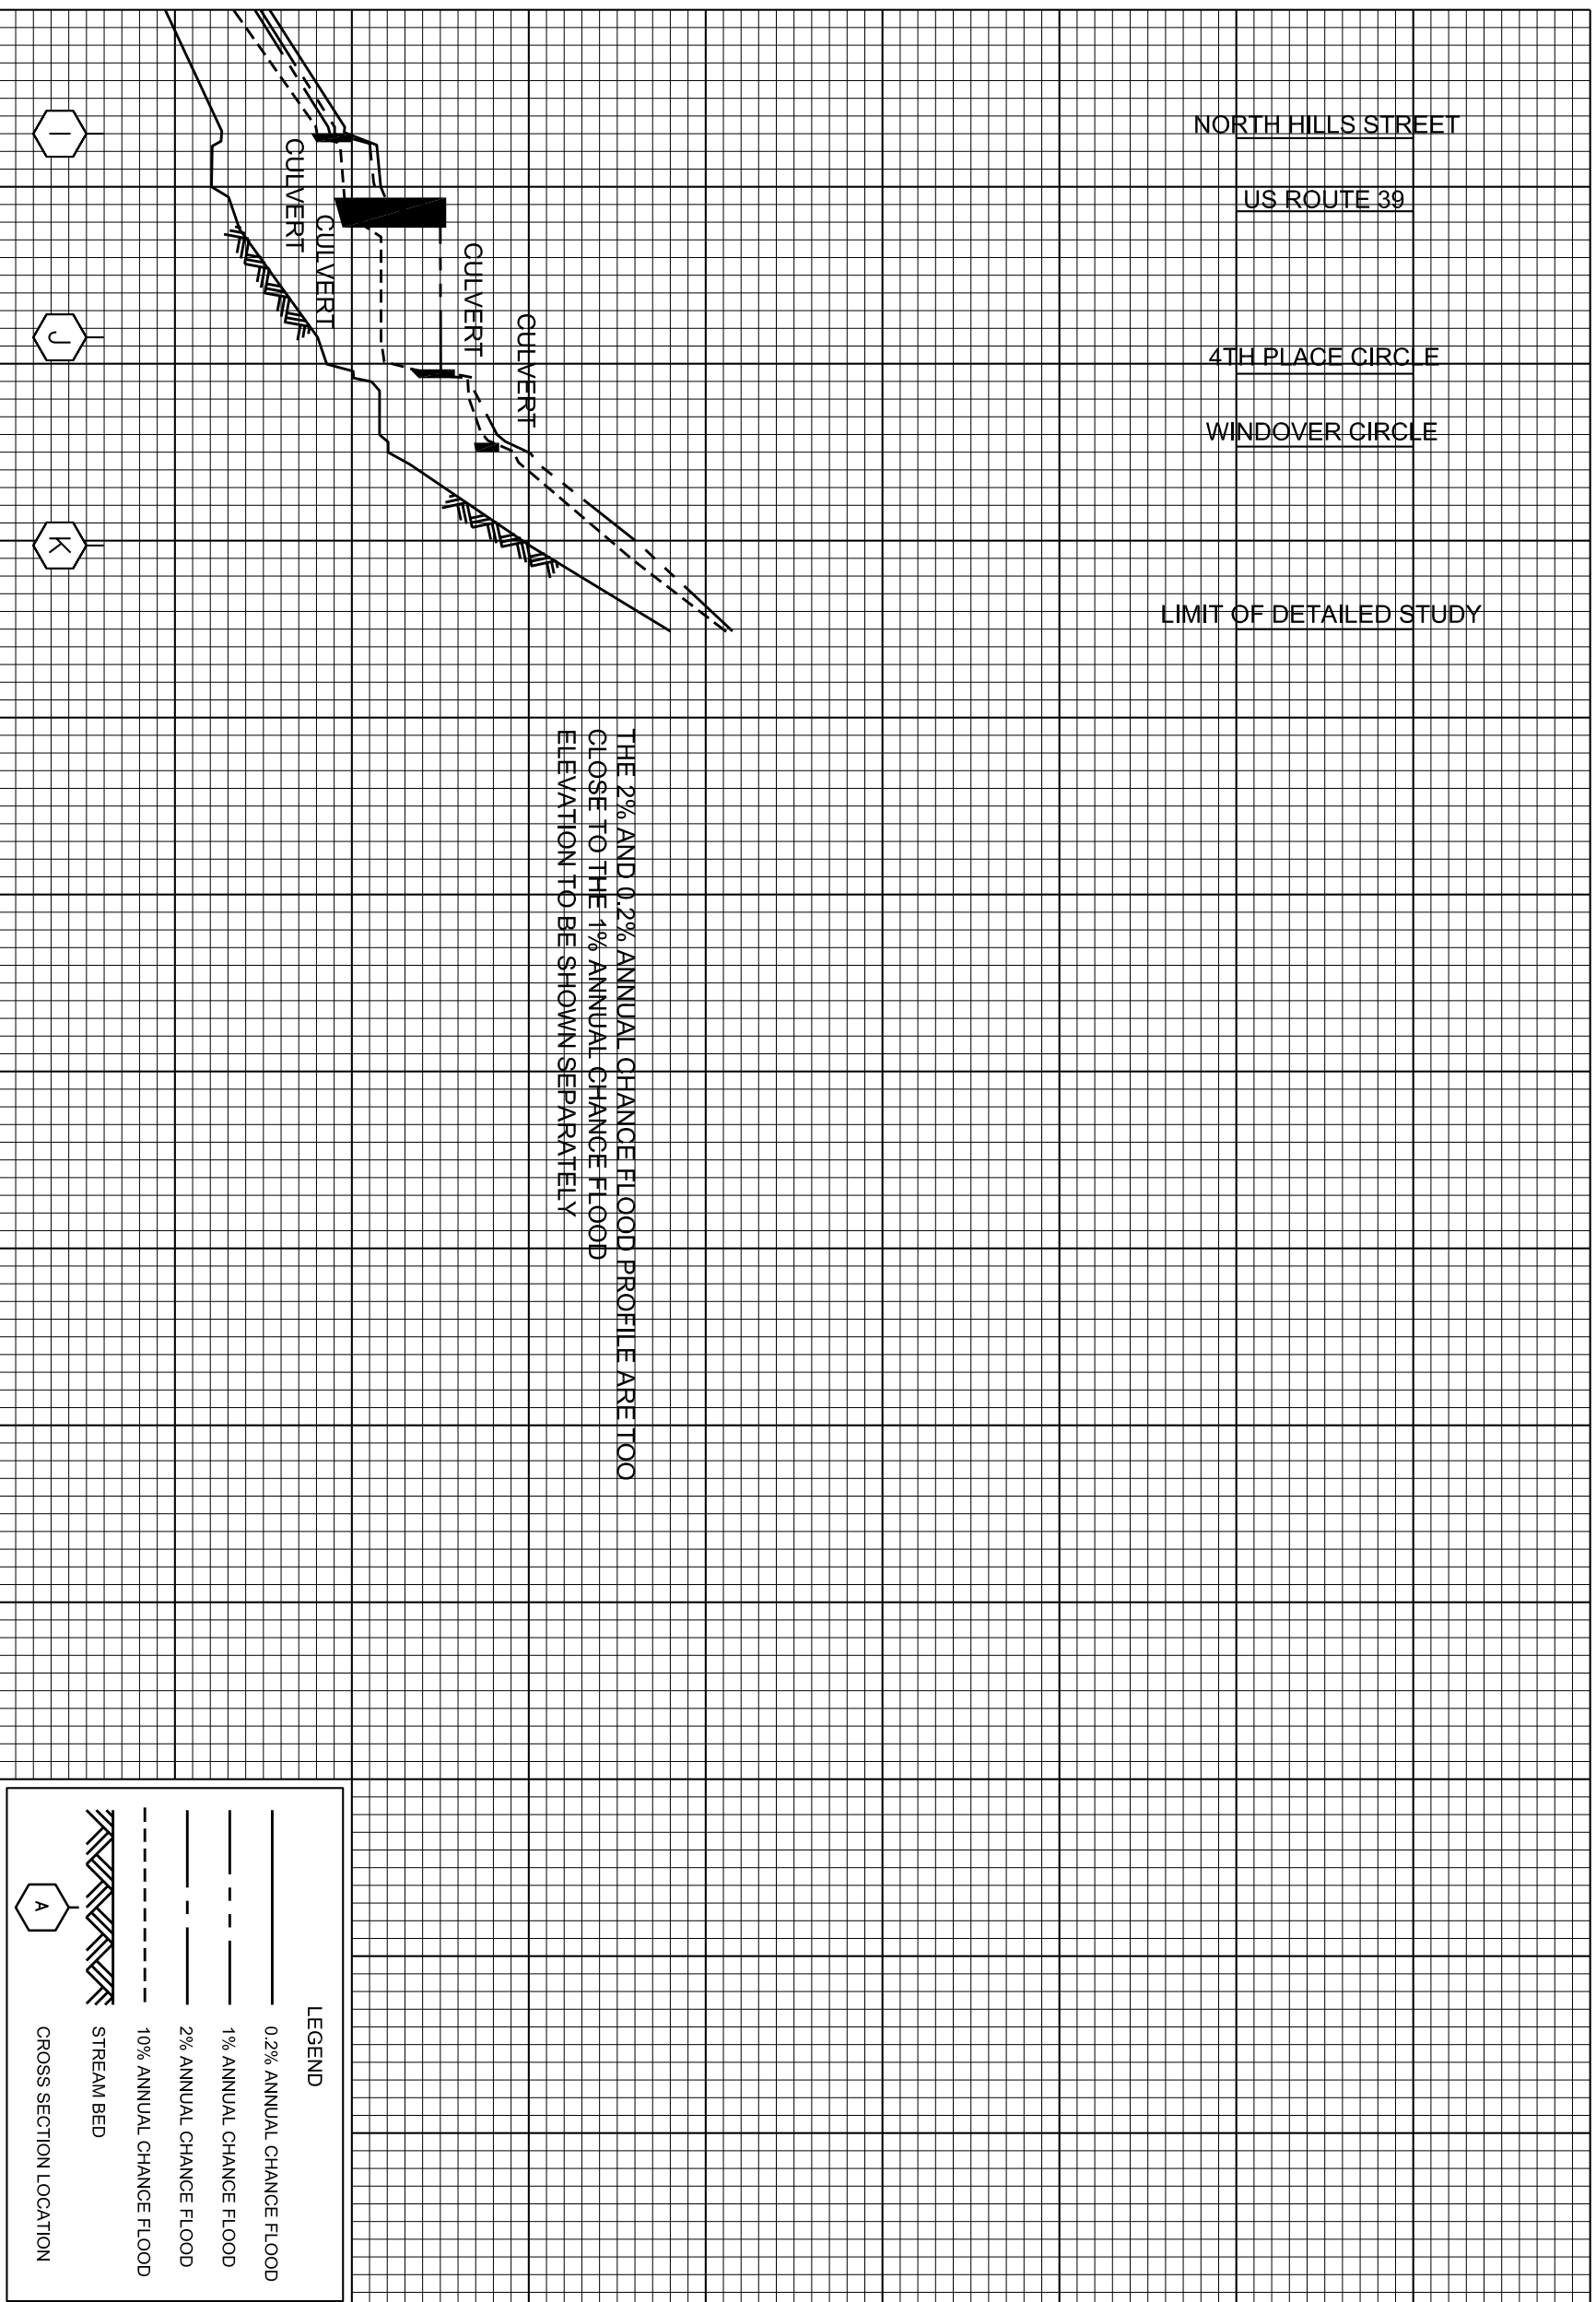 NORTH HILLS STREET
US ROUTE 39
4TH PLACE CIRCLE
WINDOVER CIRCLE
LIMIT OF DETAILED STUDY
CULVERT
CULVERT
CULVERT
CULVERT
I
J
K
THE 2% AND 0.2% ANNUAL CHANCE FLOOD PROFILE ARE TOO
CLOSE TO THE 1% ANNUAL CHANCE FLOOD
ELEVATION TO BE SHOWN SEPARATELY
LEGEND
0.2% ANNUAL CHANCE FLOOD
1% ANNUAL CHANCE FLOOD
2% ANNUAL CHANCE FLOOD
10% ANNUAL CHANCE FLOOD
STREAM BED
A
CROSS SECTION LOCATION